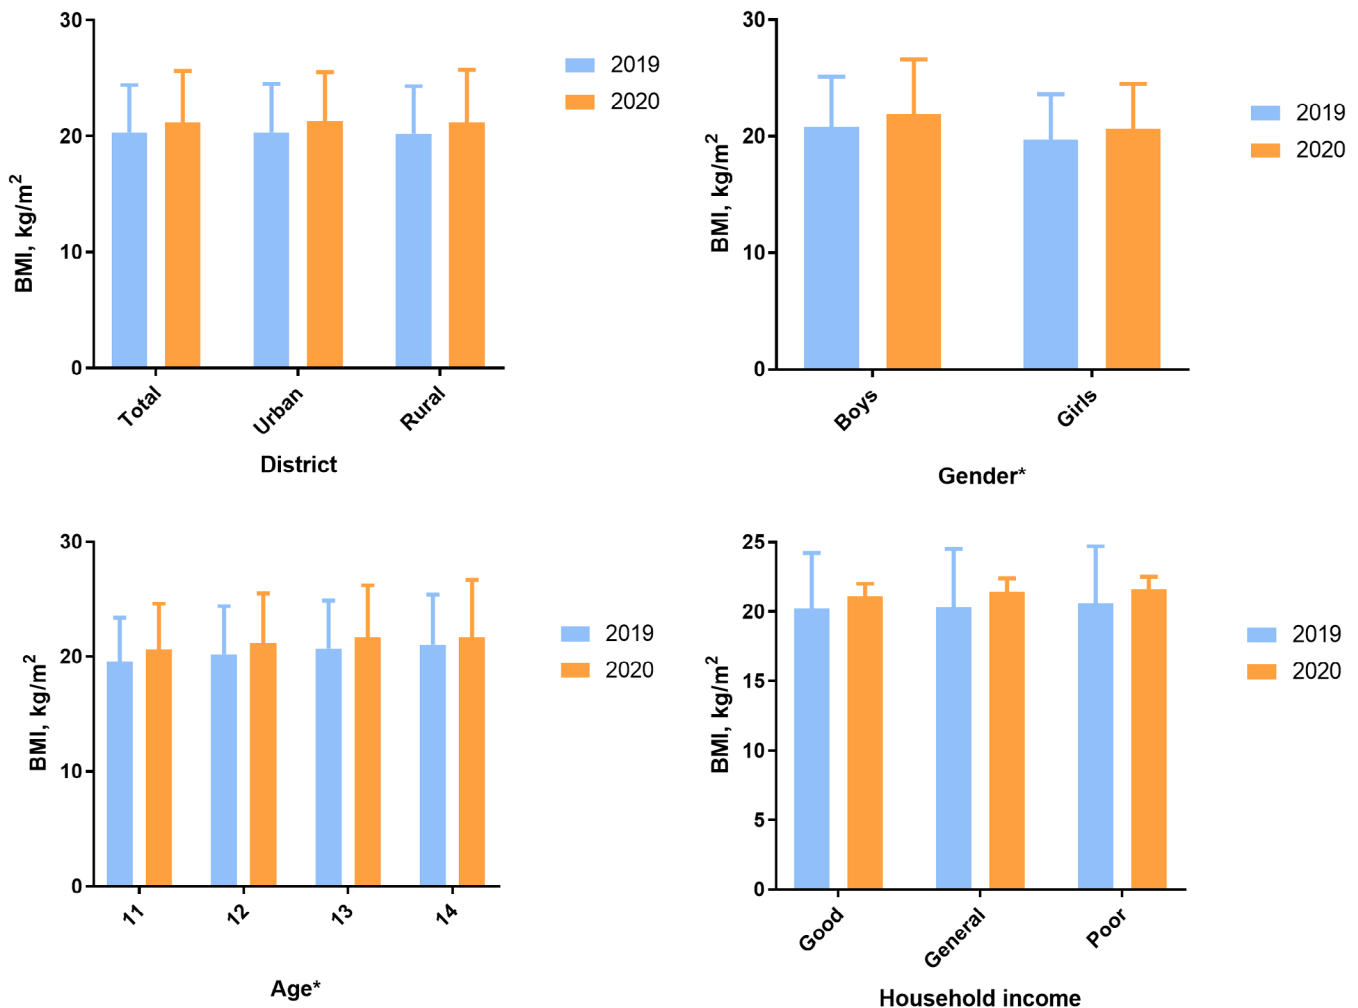 30
20
10
0
BMI, kg/m²
Total
Urban
Rural
District
2019
2020
30
20
10
0
BMI, kg/m²
Boys
Girls
Gender*
2019
2020
30
20
10
0
BMI, kg/m²
11
12
13
14
Age*
2019
2020
25
20
15
10
5
0
BMI, kg/m²
Good
General
Poor
Household income
2019
2020